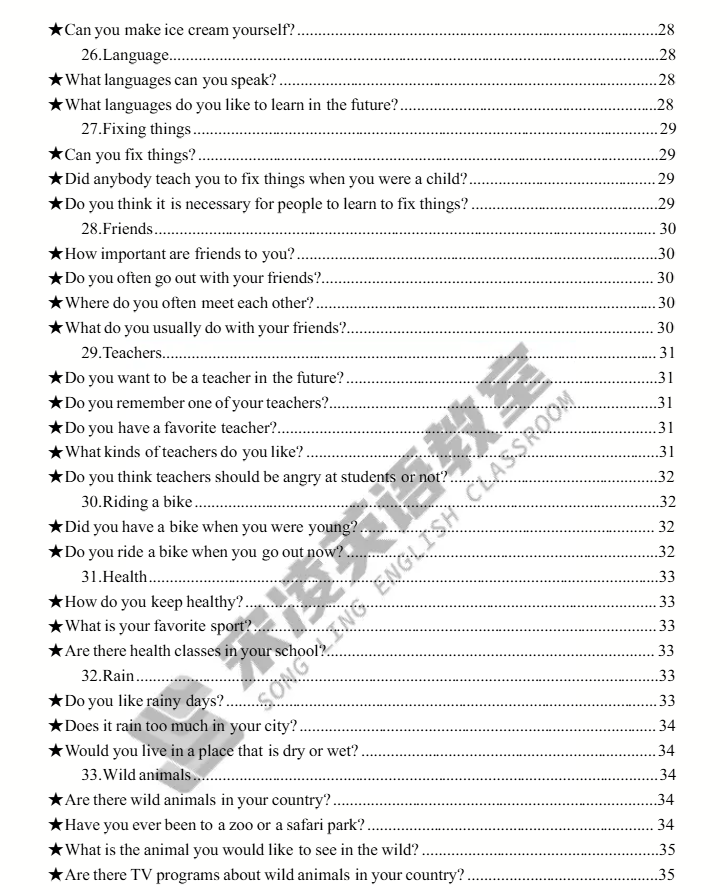 ★Can you make ice cream yourself?...............28
26.Language...............28
★What languages can you speak?...............28
★What languages do you like to learn in the future?...............28
27.Fixing things...............29
★Can you fix things?...............29
★Did anybody teach you to fix things when you were a child?...............29
★Do you think it is necessary for people to learn to fix things?...............29
28.Friends...............30
★How important are friends to you?...............30
★Do you often go out with your friends?...............30
★Where do you often meet each other?...............30
★What do you usually do with your friends?...............30
29.Teachers...............31
★Do you want to be a teacher in the future?...............31
★Do you remember one of your teachers?...............31
★Do you have a favorite teacher?...............31
★What kinds of teachers do you like?...............31
★Do you think teachers should be angry at students or not?...............32
30.Riding a bike...............32
★Did you have a bike when you were young?...............32
★Do you ride a bike when you go out now?...............32
31.Health...............33
★How do you keep healthy?...............33
★What is your favorite sport?...............33
★Are there health classes in your school?...............33
32.Rain...............33
★Do you like rainy days?...............33
★Does it rain too much in your city?...............34
★Would you live in a place that is dry or wet?...............34
33.Wild animals...............34
★Are there wild animals in your country?...............34
★Have you ever been to a zoo or a safari park?...............34
★What is the animal you would like to see in the wild?...............35
★Are there TV programs about wild animals in your country?...............35
宋凌英语教室
SONG LING ENGLISH CLASSROOM